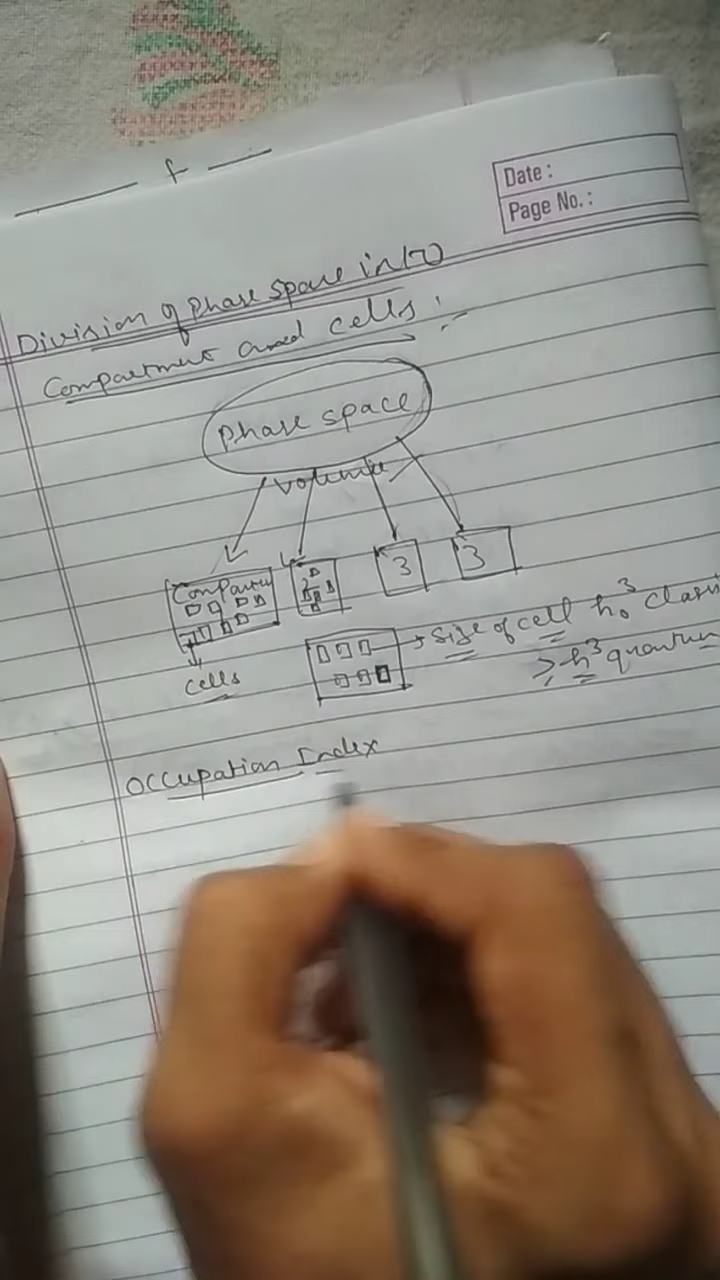 Date :
Page No. :
Division of Phase space into
Compartment and cells :-
Phase space
Volume
Compartm
3
3
cells
Size of cell h₀³ classi
≥ h³ quantum
Occupation Index